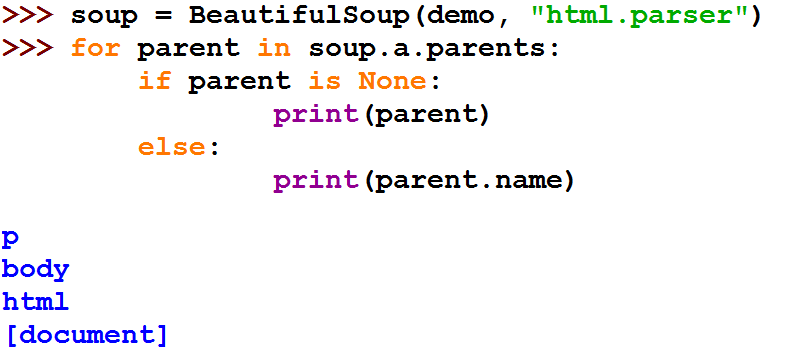 >>> soup = BeautifulSoup(demo, "html.parser")
>>> for parent in soup.a.parents:
        if parent is None:
                print(parent)
        else:
                print(parent.name)
p
body
html
[document]